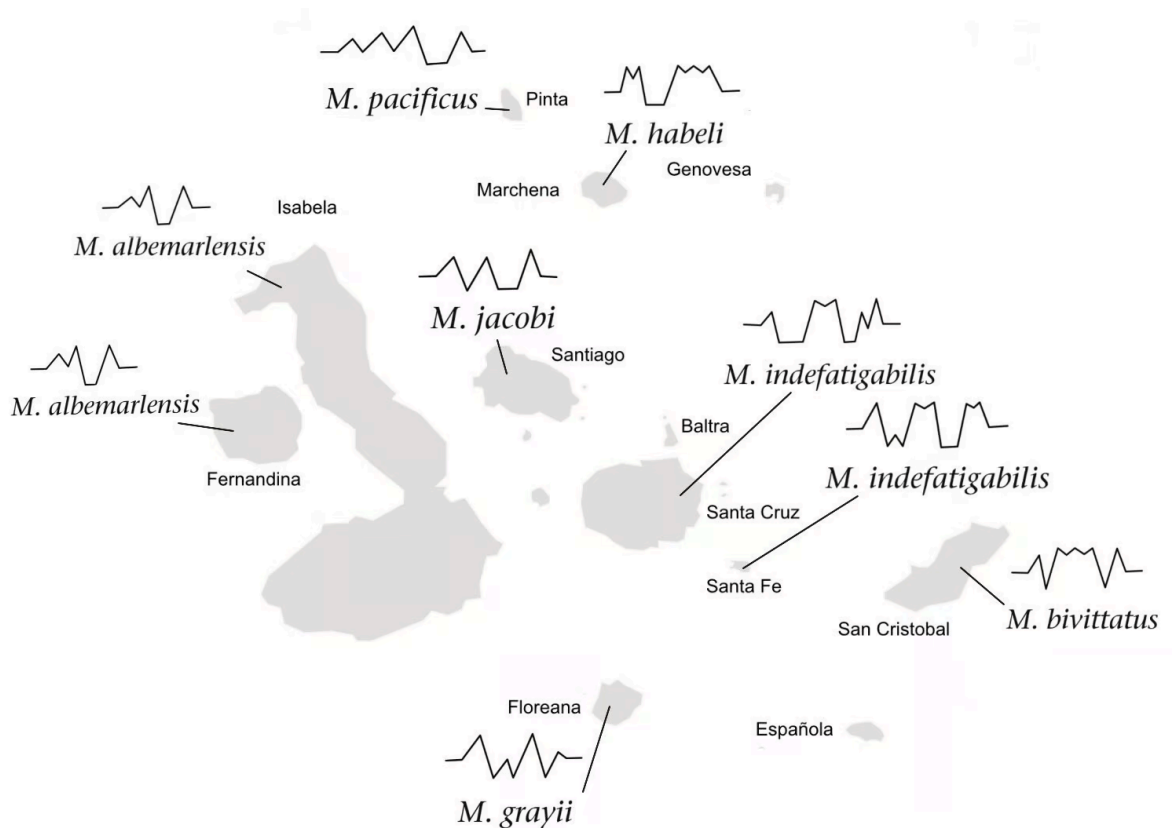 M. pacificus
Pinta
M. habeli
Genovesa
Marchena
Isabela
M. albemarlensis
M. jacobi
Santiago
M. indefatigabilis
M. albemarlensis
Baltra
M. indefatigabilis
Fernandina
Santa Cruz
Santa Fe
San Cristobal
M. bivittatus
Floreana
Española
M. grayii